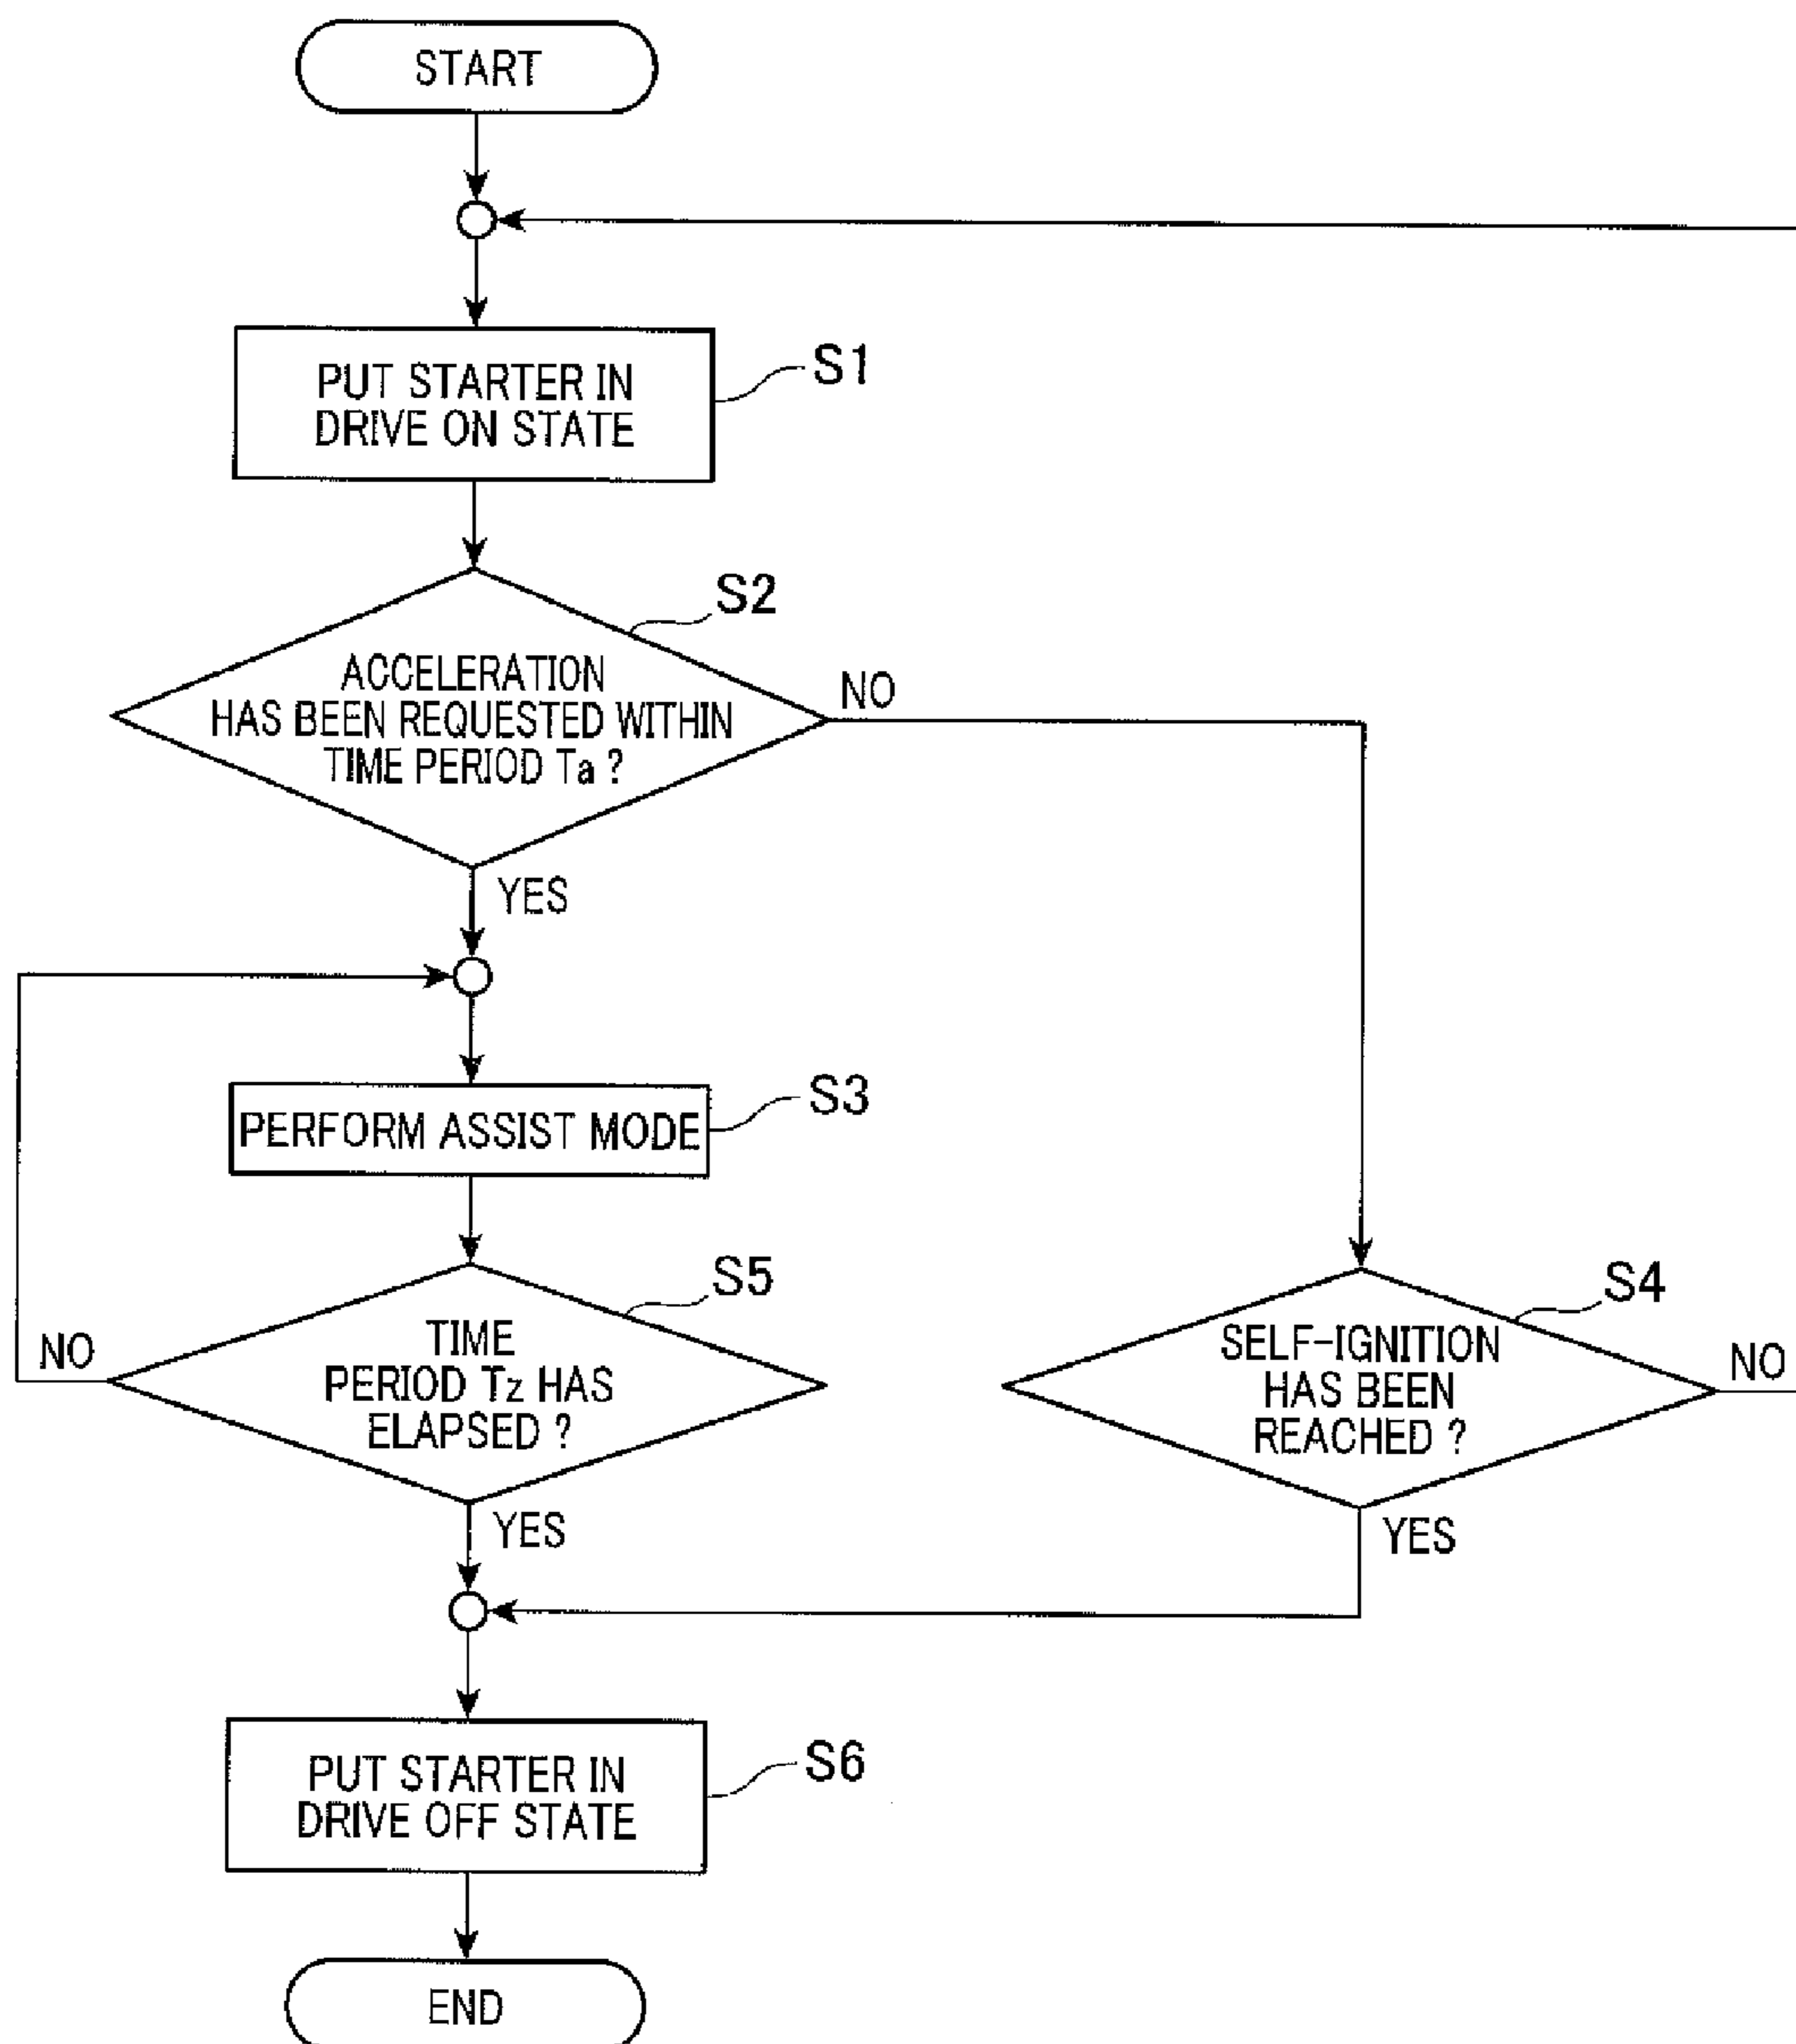 START
PUT STARTER IN
DRIVE ON STATE
S1
S2
ACCELERATION
HAS BEEN REQUESTED WITHIN
TIME PERIOD Ta ?
NO
YES
PERFORM ASSIST MODE
S3
S5
TIME
PERIOD Tz HAS
ELAPSED ?
NO
YES
S4
SELF-IGNITION
HAS BEEN
REACHED ?
NO
YES
PUT STARTER IN
DRIVE OFF STATE
S6
END